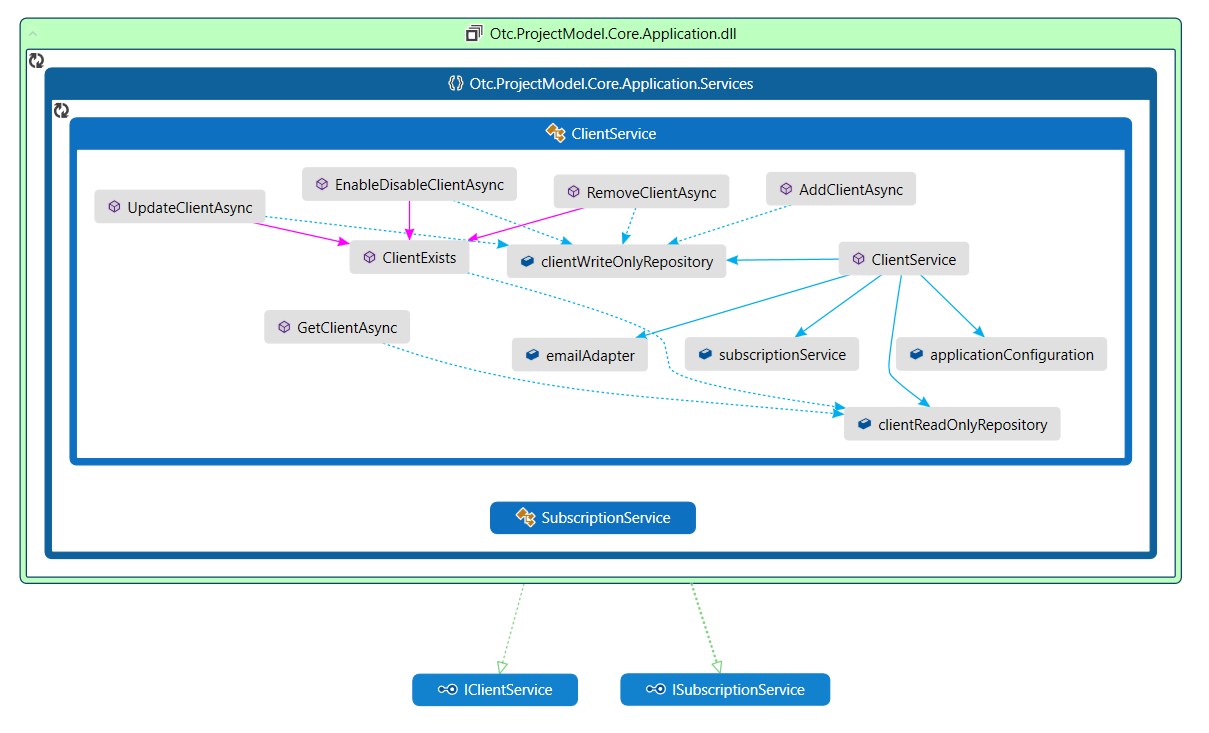 Otc.ProjectModel.Core.Application.dll
Otc.ProjectModel.Core.Application.Services
ClientService
EnableDisableClientAsync
RemoveClientAsync
AddClientAsync
UpdateClientAsync
ClientExists
clientWriteOnlyRepository
ClientService
GetClientAsync
emailAdapter
subscriptionService
applicationConfiguration
clientReadOnlyRepository
SubscriptionService
IClientService
ISubscriptionService